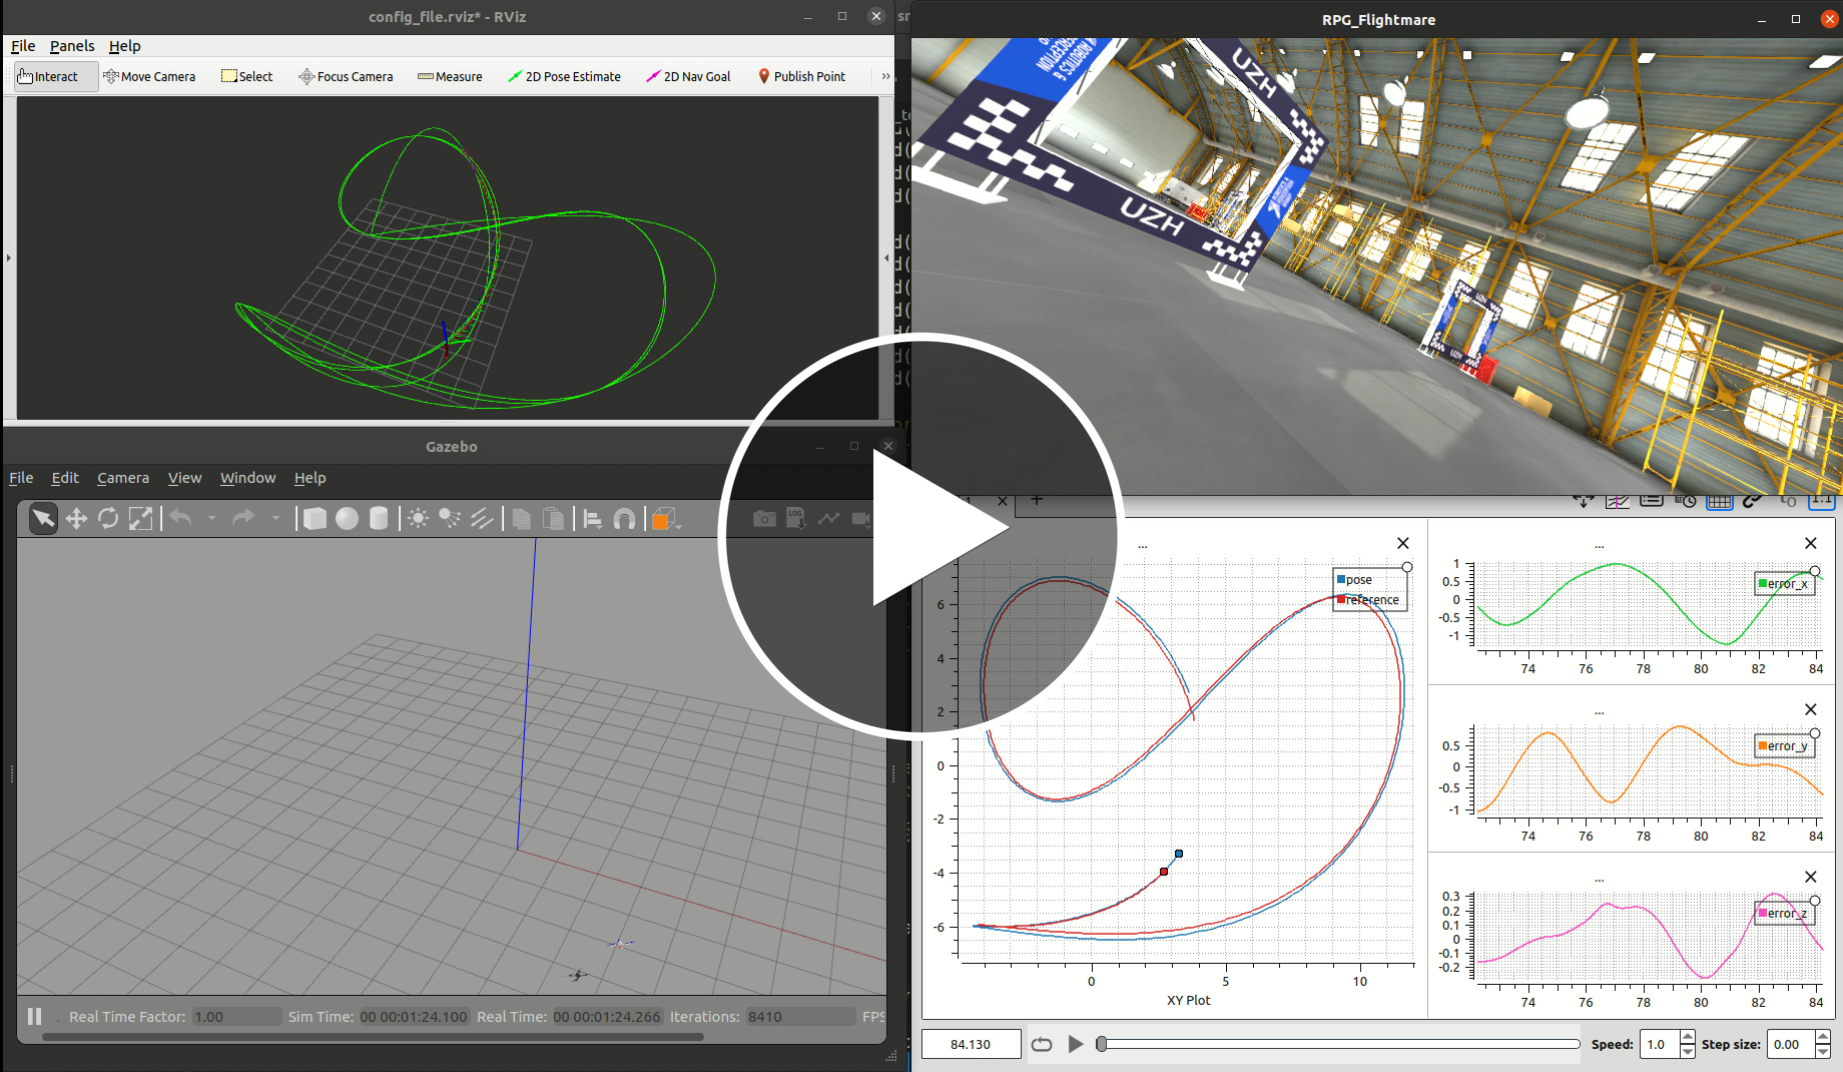 config_file.rviz* - RViz
File Panels Help
Interact Move Camera Select Focus Camera Measure 2D Pose Estimate 2D Nav Goal Publish Point »
RPG_Flightmare
UZH
UZH
UZH
UZH
Gazebo
File Edit Camera View Window Help
LOG
Real Time Factor: 1.00 Sim Time: 00 00:01:24.100 Real Time: 00 00:01:24.266 Iterations: 8410 FPS
1:1
...
pose
reference
6
4
2
0
-2
-4
-6
0 5 10
XY Plot
...
error_x
1
0.5
0
-0.5
-1
74 76 78 80 82 84
...
error_y
0.5
0
-0.5
-1
74 76 78 80 82 84
...
error_z
0.3
0.2
0.1
0
-0.1
-0.2
74 76 78 80 82 84
84.130 Speed: 1.0 Step size: 0.00